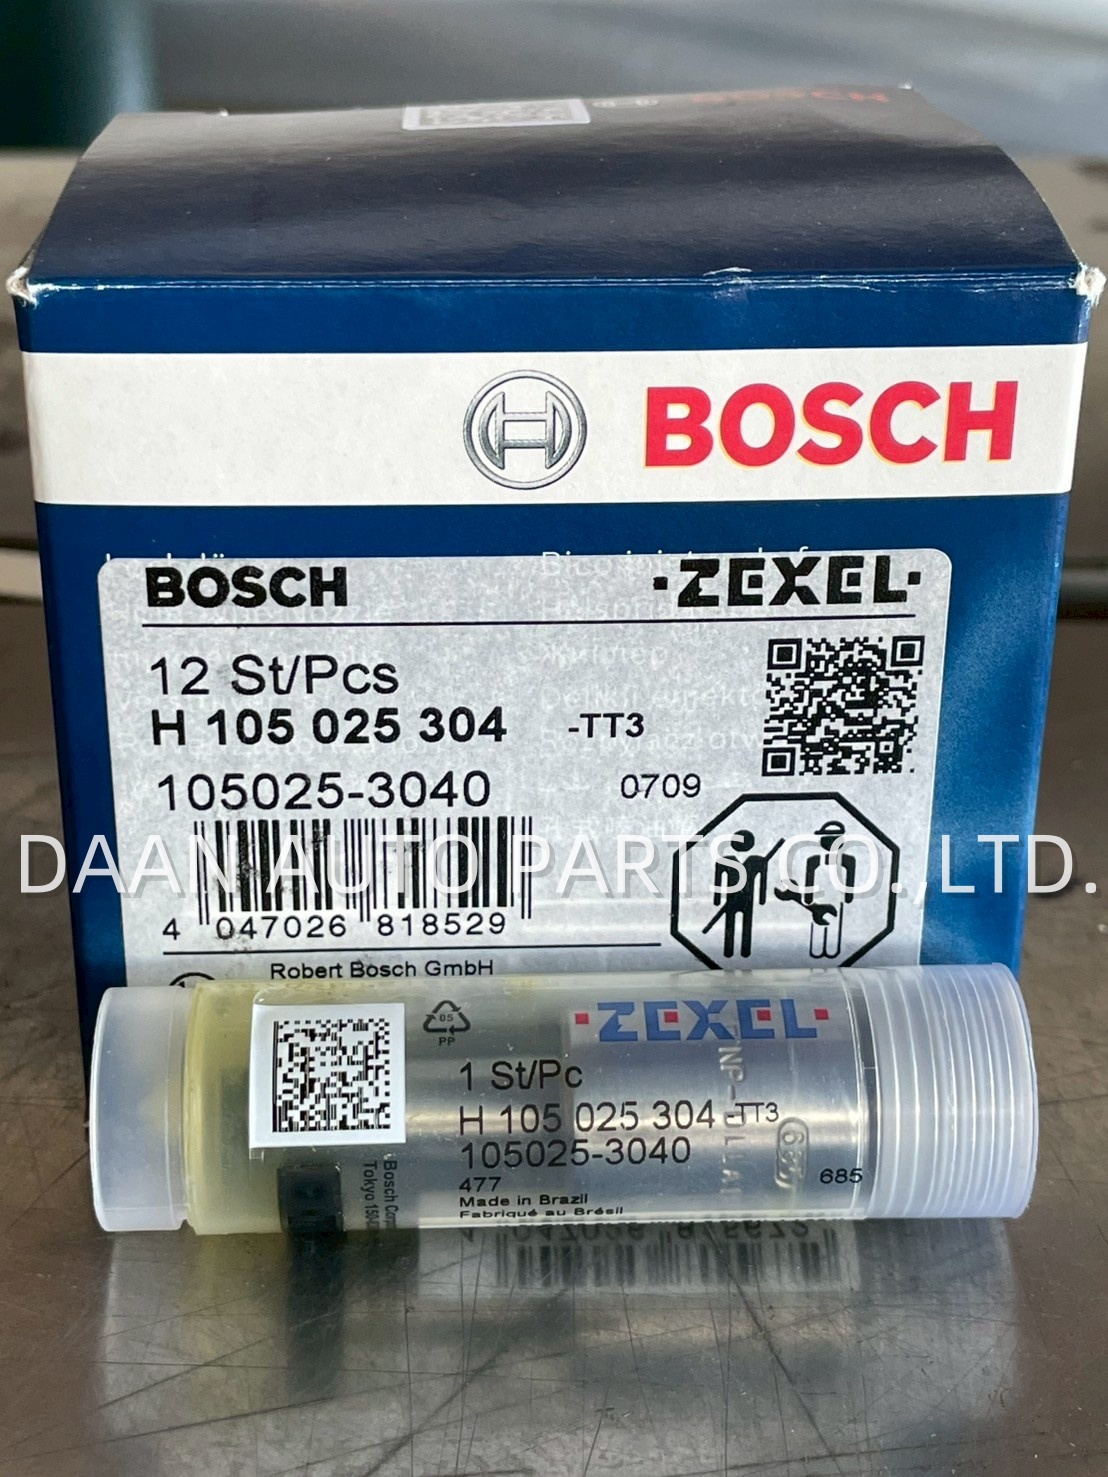 BOSCH
BOSCH
·ZEXEL·
12 St/Pcs
H 105 025 304 -TT3
105025-3040 0709
DAAN AUTO PARTS CO.,LTD.
4 047026 818529
Robert Bosch GmbH
·ZEXEL·
05
PP
1 St/Pc
H 105 025 304 -TT3
105025-3040
477
685
Made in Brazil
Fabriqué au Brésil